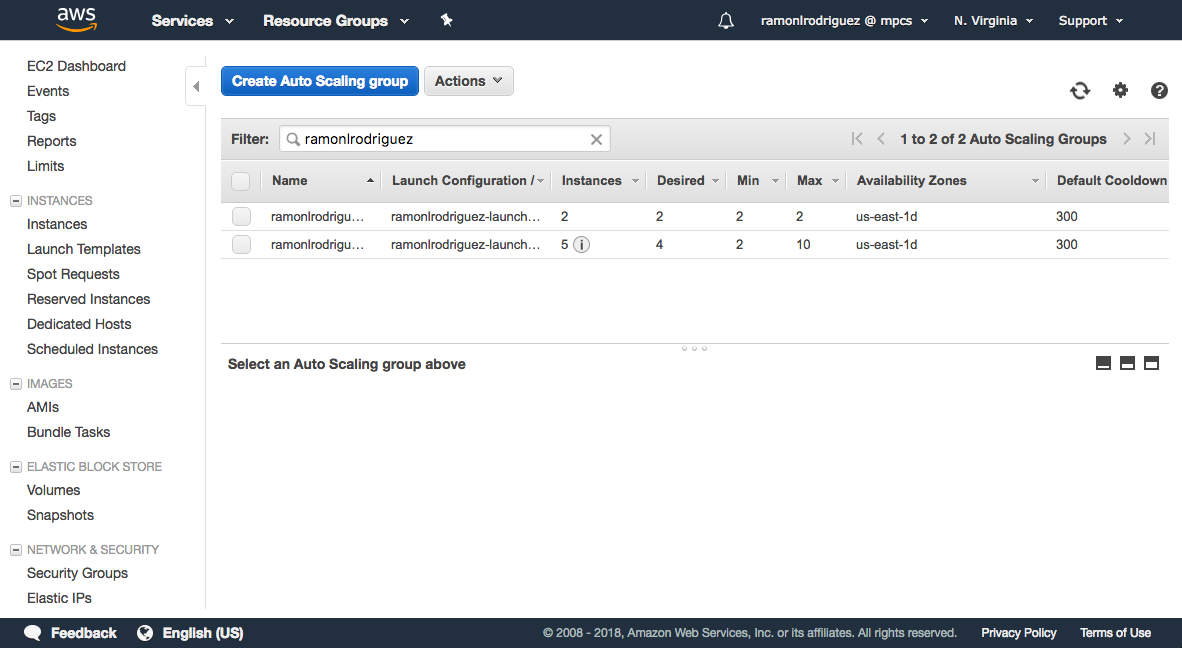 aws Services Resource Groups ramonlrodriguez @ mpcs N. Virginia Support
EC2 Dashboard
Events
Tags
Reports
Limits
INSTANCES
Instances
Launch Templates
Spot Requests
Reserved Instances
Dedicated Hosts
Scheduled Instances
IMAGES
AMIs
Bundle Tasks
ELASTIC BLOCK STORE
Volumes
Snapshots
NETWORK & SECURITY
Security Groups
Elastic IPs
Create Auto Scaling group Actions
Filter: ramonlrodriguez 1 to 2 of 2 Auto Scaling Groups
Name Launch Configuration / Instances Desired Min Max Availability Zones Default Cooldown
ramonlrodrigu… ramonlrodriguez-launch… 2 2 2 2 us-east-1d 300
ramonlrodrigu… ramonlrodriguez-launch… 5 i 4 2 10 us-east-1d 300
Select an Auto Scaling group above
Feedback English (US) © 2008 - 2018, Amazon Web Services, Inc. or its affiliates. All rights reserved. Privacy Policy Terms of Use